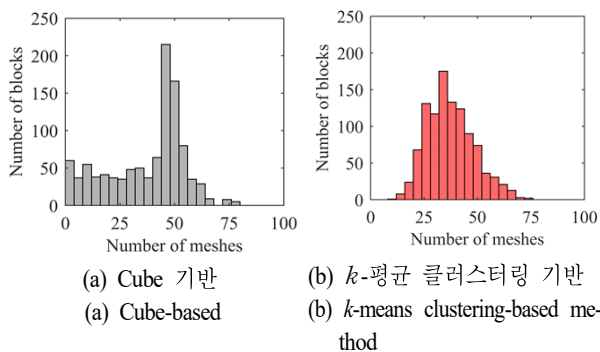 250
200
150
100
50
0
Number of blocks
0 25 50 75 100
Number of meshes
(a) Cube 기반
(a) Cube-based
250
200
150
100
50
0
Number of blocks
0 25 50 75 100
Number of meshes
(b) k-평균 클러스터링 기반
(b) k-means clustering-based me-
thod